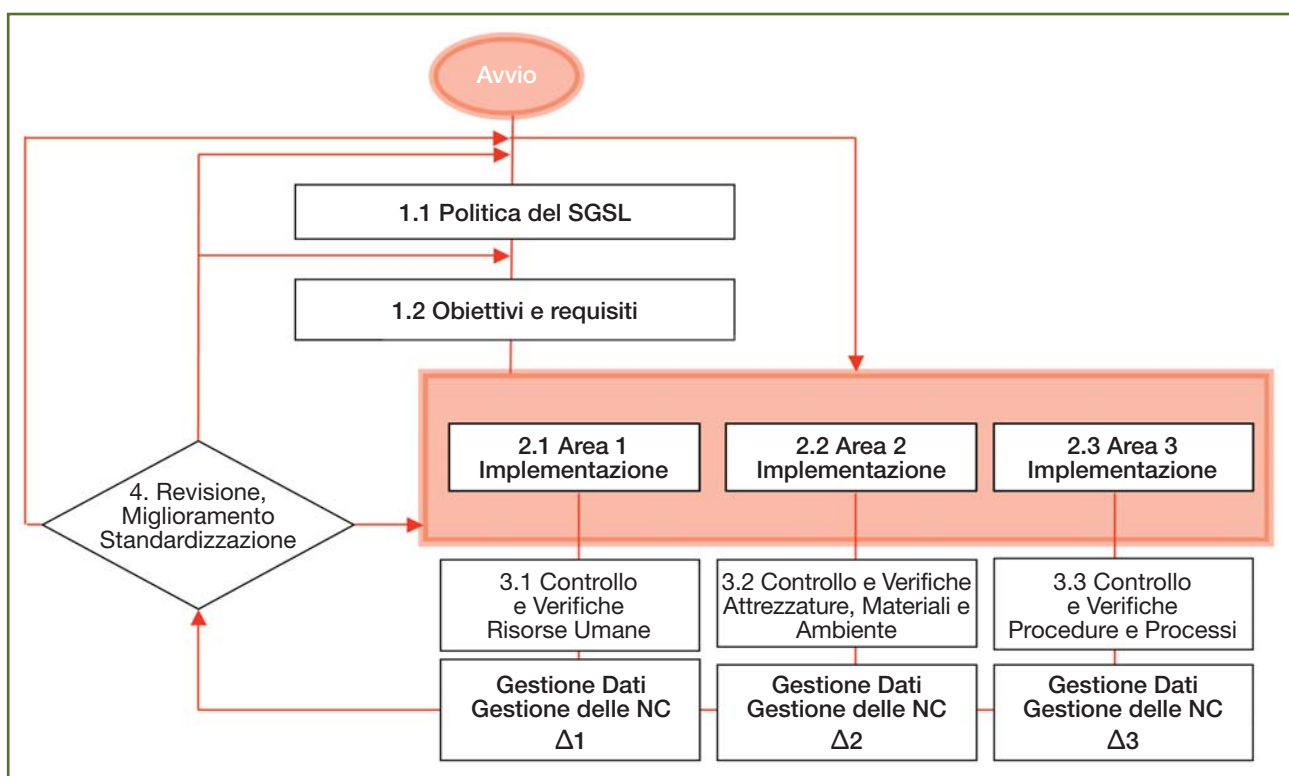 Avvio
1.1 Politica del SGSL
1.2 Obiettivi e requisiti
2.1 Area 1
Implementazione
2.2 Area 2
Implementazione
2.3 Area 3
Implementazione
4. Revisione,
Miglioramento
Standardizzazione
3.1 Controllo
e Verifiche
Risorse Umane
3.2 Controllo e Verifiche
Attrezzature, Materiali e
Ambiente
3.3 Controllo
e Verifiche
Procedure e Processi
Gestione Dati
Gestione delle NC
Δ1
Gestione Dati
Gestione delle NC
Δ2
Gestione Dati
Gestione delle NC
Δ3